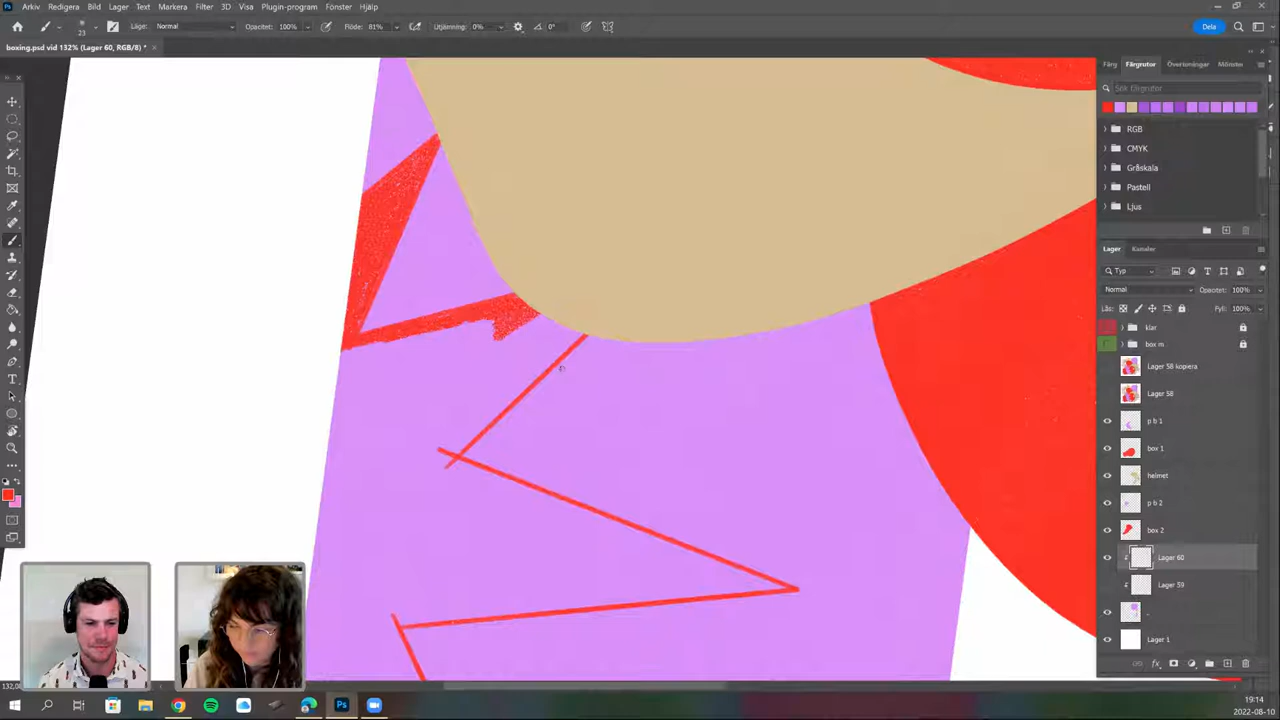 Arkiv Redigera Bild Lager Text Markera Filter 3D Visa Plugin-program Fönster Hjälp
23 Läge: Normal Opacitet: 100% Flöde: 81% Utjämning: 0% 0° Dela
boxing.psd vid 132% (Lager 60, RGB/8) *
Färg Färgrutor Övertoningar Mönster
Sök färgrutor
RGB
CMYK
Gråskala
Pastell
Ljus
Lager Kanaler
Typ
Normal Opacitet: 100%
Lås: Fyll: 100%
klar
box m
Lager 58 kopiera
Lager 58
p b 1
box 1
helmet
p b 2
box 2
Lager 60
Lager 59
-
Lager 1
fx
Ps
19:14
2022-08-10